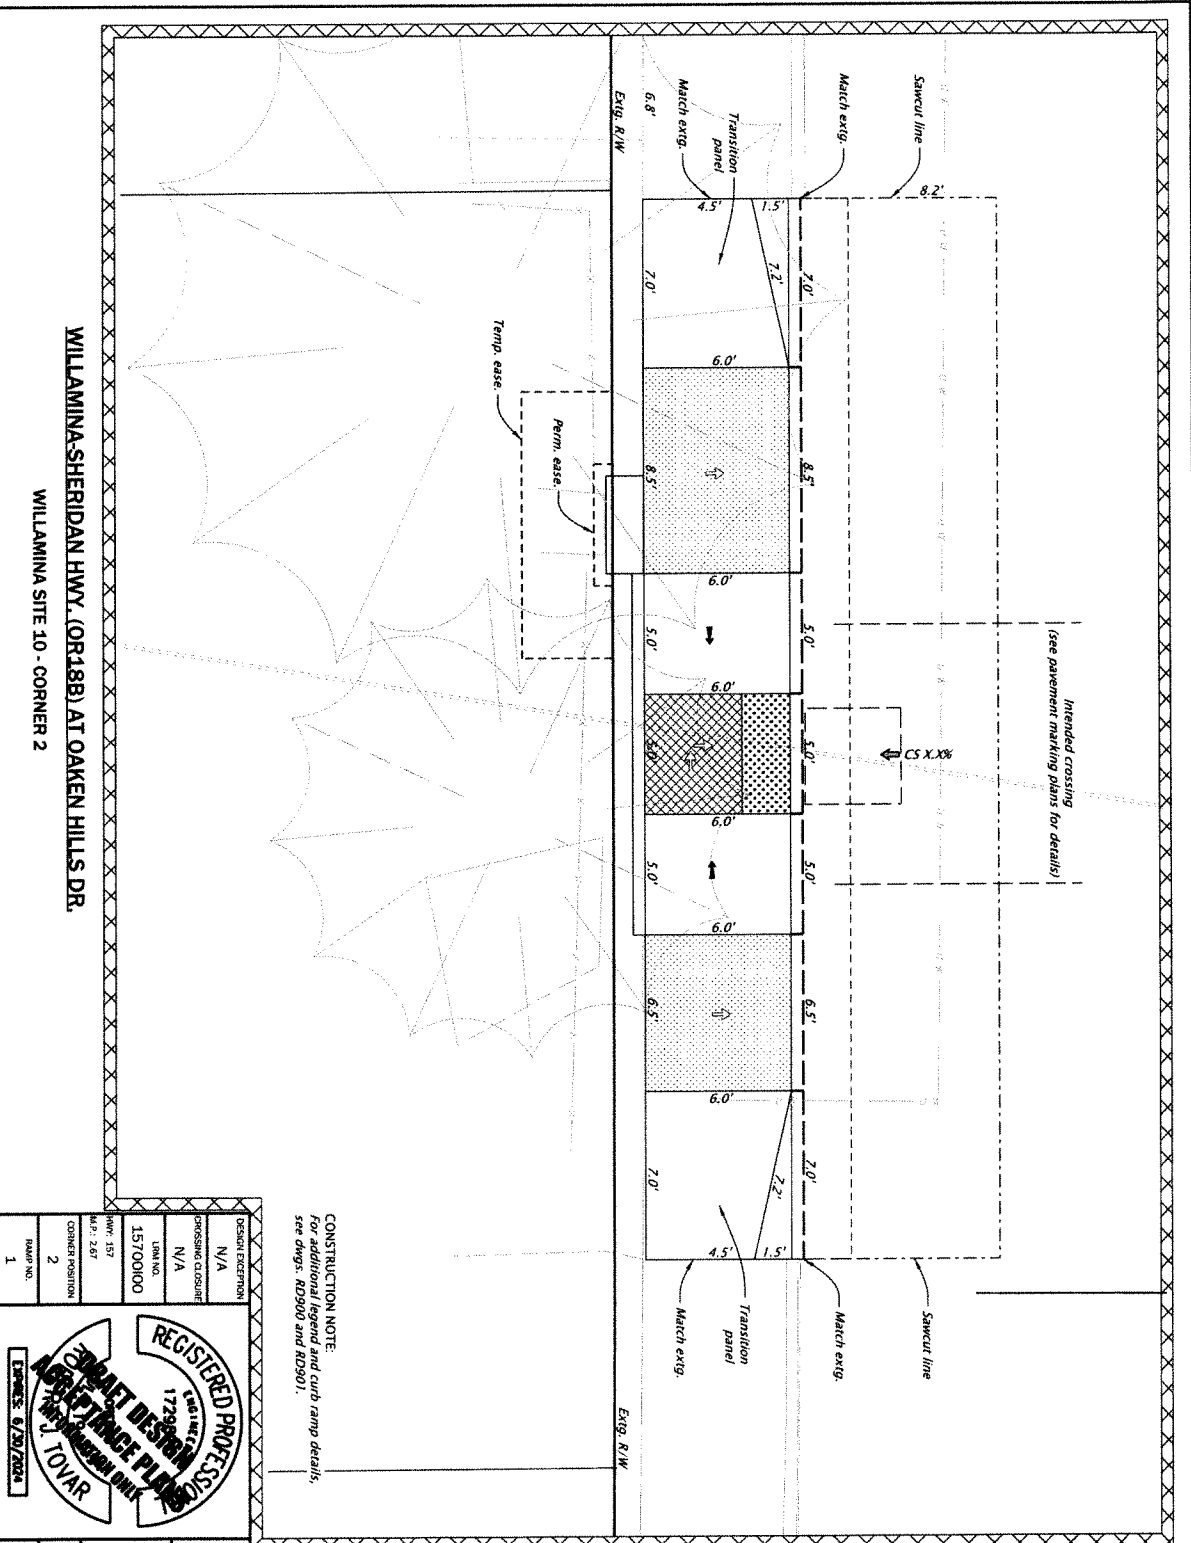 Sawcut line
8.2'
Match extg.
Match extg.
Transition
panel
6.8'
Extg. R/W
4.5'
1.5'
7.2'
7.0'
7.0'
6.0'
8.5'
8.5'
Temp. ease.
Perm. ease.
6.0'
5.0'
5.0'
6.0'
Intended crossing
(see pavement marking plans for details)
CS X.X%
5.0'
5.0'
6.0'
5.0'
5.0'
6.0'
6.5'
6.5'
6.0'
7.0'
7.0'
7.2'
4.5'
1.5'
Sawcut line
Match extg.
Transition
panel
Match extg.
Extg. R/W
CONSTRUCTION NOTE:
For additional legend and curb ramp details,
see dwgs. RD900 and RD901.
WILLAMINA-SHERIDAN HWY. (OR18B) AT OAKEN HILLS DR.
WILLAMINA SITE 10 - CORNER 2
DESIGN EXCEPTION
N/A
CROSSING CLOSURE
N/A
LRM NO.
15700I00
HWY: 157
M.P.: 2.67
CORNER POSITION
2
RAMP NO.
1
REGISTERED PROFESSIONAL
DRAFT DESIGN
ACCEPTANCE PLANS
INFORMATION ONLY
J. TOVAR
EXPIRES: 6/30/2024